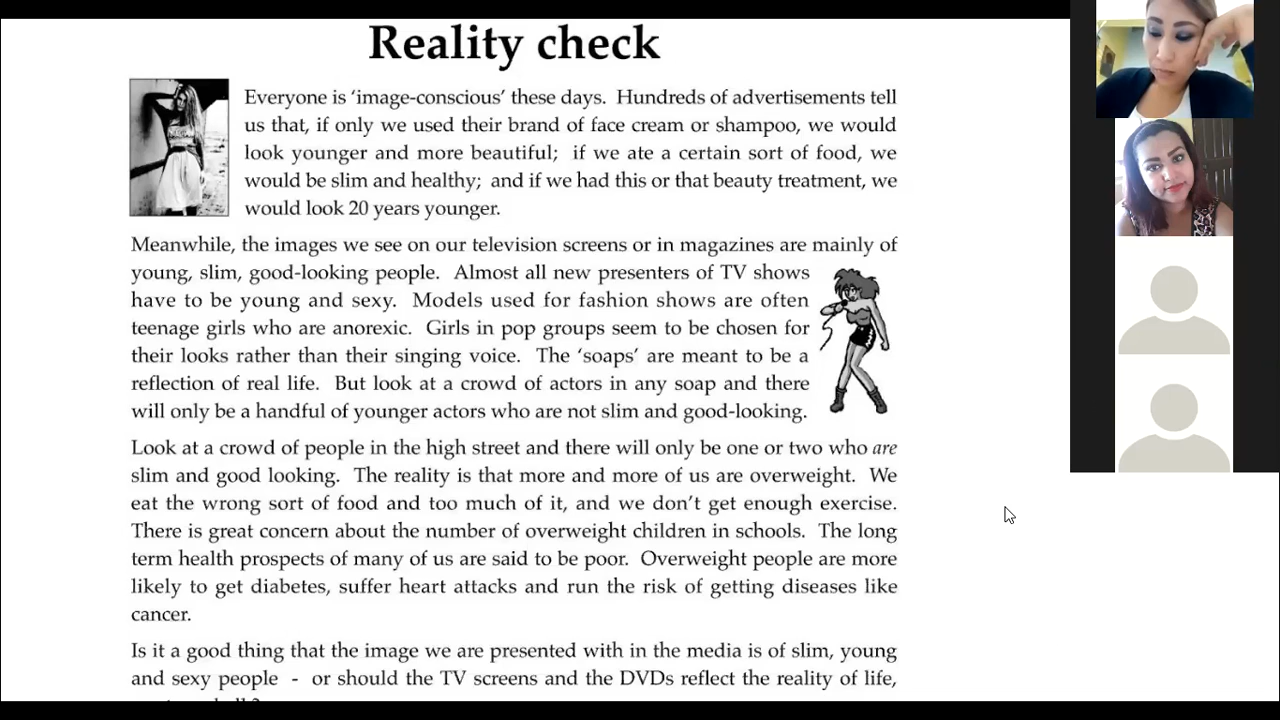 Reality check
Everyone is ‘image-conscious’ these days. Hundreds of advertisements tell
us that, if only we used their brand of face cream or shampoo, we would
look younger and more beautiful; if we ate a certain sort of food, we
would be slim and healthy; and if we had this or that beauty treatment, we
would look 20 years younger.
Meanwhile, the images we see on our television screens or in magazines are mainly of
young, slim, good-looking people. Almost all new presenters of TV shows
have to be young and sexy. Models used for fashion shows are often
teenage girls who are anorexic. Girls in pop groups seem to be chosen for
their looks rather than their singing voice. The ‘soaps’ are meant to be a
reflection of real life. But look at a crowd of actors in any soap and there
will only be a handful of younger actors who are not slim and good-looking.
Look at a crowd of people in the high street and there will only be one or two who are
slim and good looking. The reality is that more and more of us are overweight. We
eat the wrong sort of food and too much of it, and we don’t get enough exercise.
There is great concern about the number of overweight children in schools. The long
term health prospects of many of us are said to be poor. Overweight people are more
likely to get diabetes, suffer heart attacks and run the risk of getting diseases like
cancer.
Is it a good thing that the image we are presented with in the media is of slim, young
and sexy people - or should the TV screens and the DVDs reflect the reality of life,